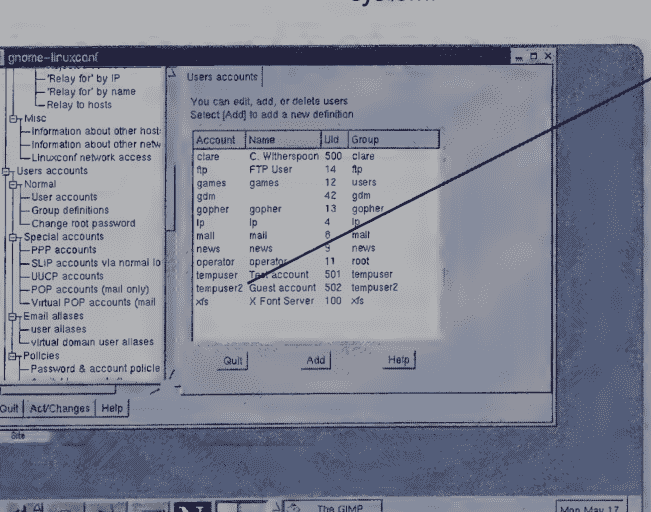 system.
gnome-linuxconf
'Relay for' by IP
'Relay for' by name
Relay to hosts
Misc
Information about other host
Information about other netw
Linuxconf network access
Users accounts
Normal
User accounts
Group definitions
Change root password
Special accounts
PPP accounts
SLIP accounts via normal lo
UUCP accounts
POP accounts (mail only)
Virtual POP accounts (mail
Email aliases
user aliases
virtual domain user aliases
Policies
Password & account policie
Quit Act/Changes Help
Users accounts
You can edit, add, or delete users
Select [Add] to add a new definition
Account Name Uid Group
clare C. Witherspoon 500 clare
ftp FTP User 14 ftp
games games 12 users
gdm 42 gdm
gopher gopher 13 gopher
lp lp 4 lp
mail mail 8 mail
news news 9 news
operator operator 11 root
tempuser Test account 501 tempuser
tempuser2 Guest account 502 tempuser2
xfs X Font Server 100 xfs
Quit Add Help
Site
N
The GIMP
Mon May 17